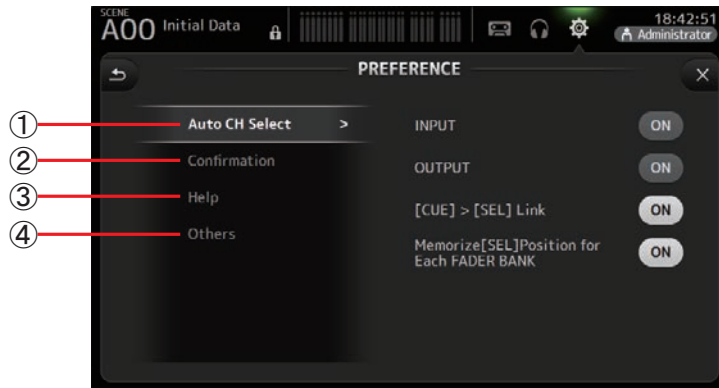 SCENE
A00 Initial Data
18:42:51
Administrator
PREFERENCE
① Auto CH Select >
② Confirmation
③ Help
④ Others
INPUT ON
OUTPUT ON
[CUE] > [SEL] Link ON
Memorize[SEL]Position for
Each FADER BANK ON